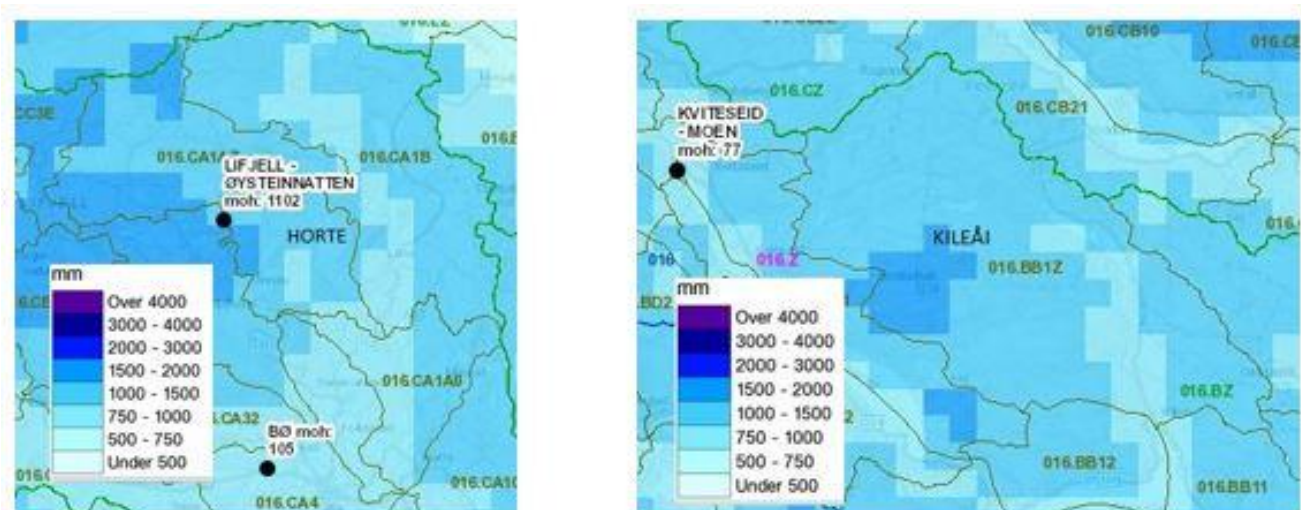 016.CA1B
LIFJELL -
ØYSTEINNATTEN
moh: 1102
HORTE
mm
Over 4000
3000 - 4000
2000 - 3000
1500 - 2000
1000 - 1500
750 - 1000
500 - 750
Under 500
016.CA1A0
.CA32
BØ moh:
105
016.CA4
016.CB10
016.CZ
016.CB21
KVITESEID
- MOEN
moh: 77
KILEÅI
016
016.Z
016.BB1Z
.BD2
mm
Over 4000
3000 - 4000
2000 - 3000
1500 - 2000
1000 - 1500
750 - 1000
500 - 750
Under 500
016.BZ
016.BB12
016.BB11